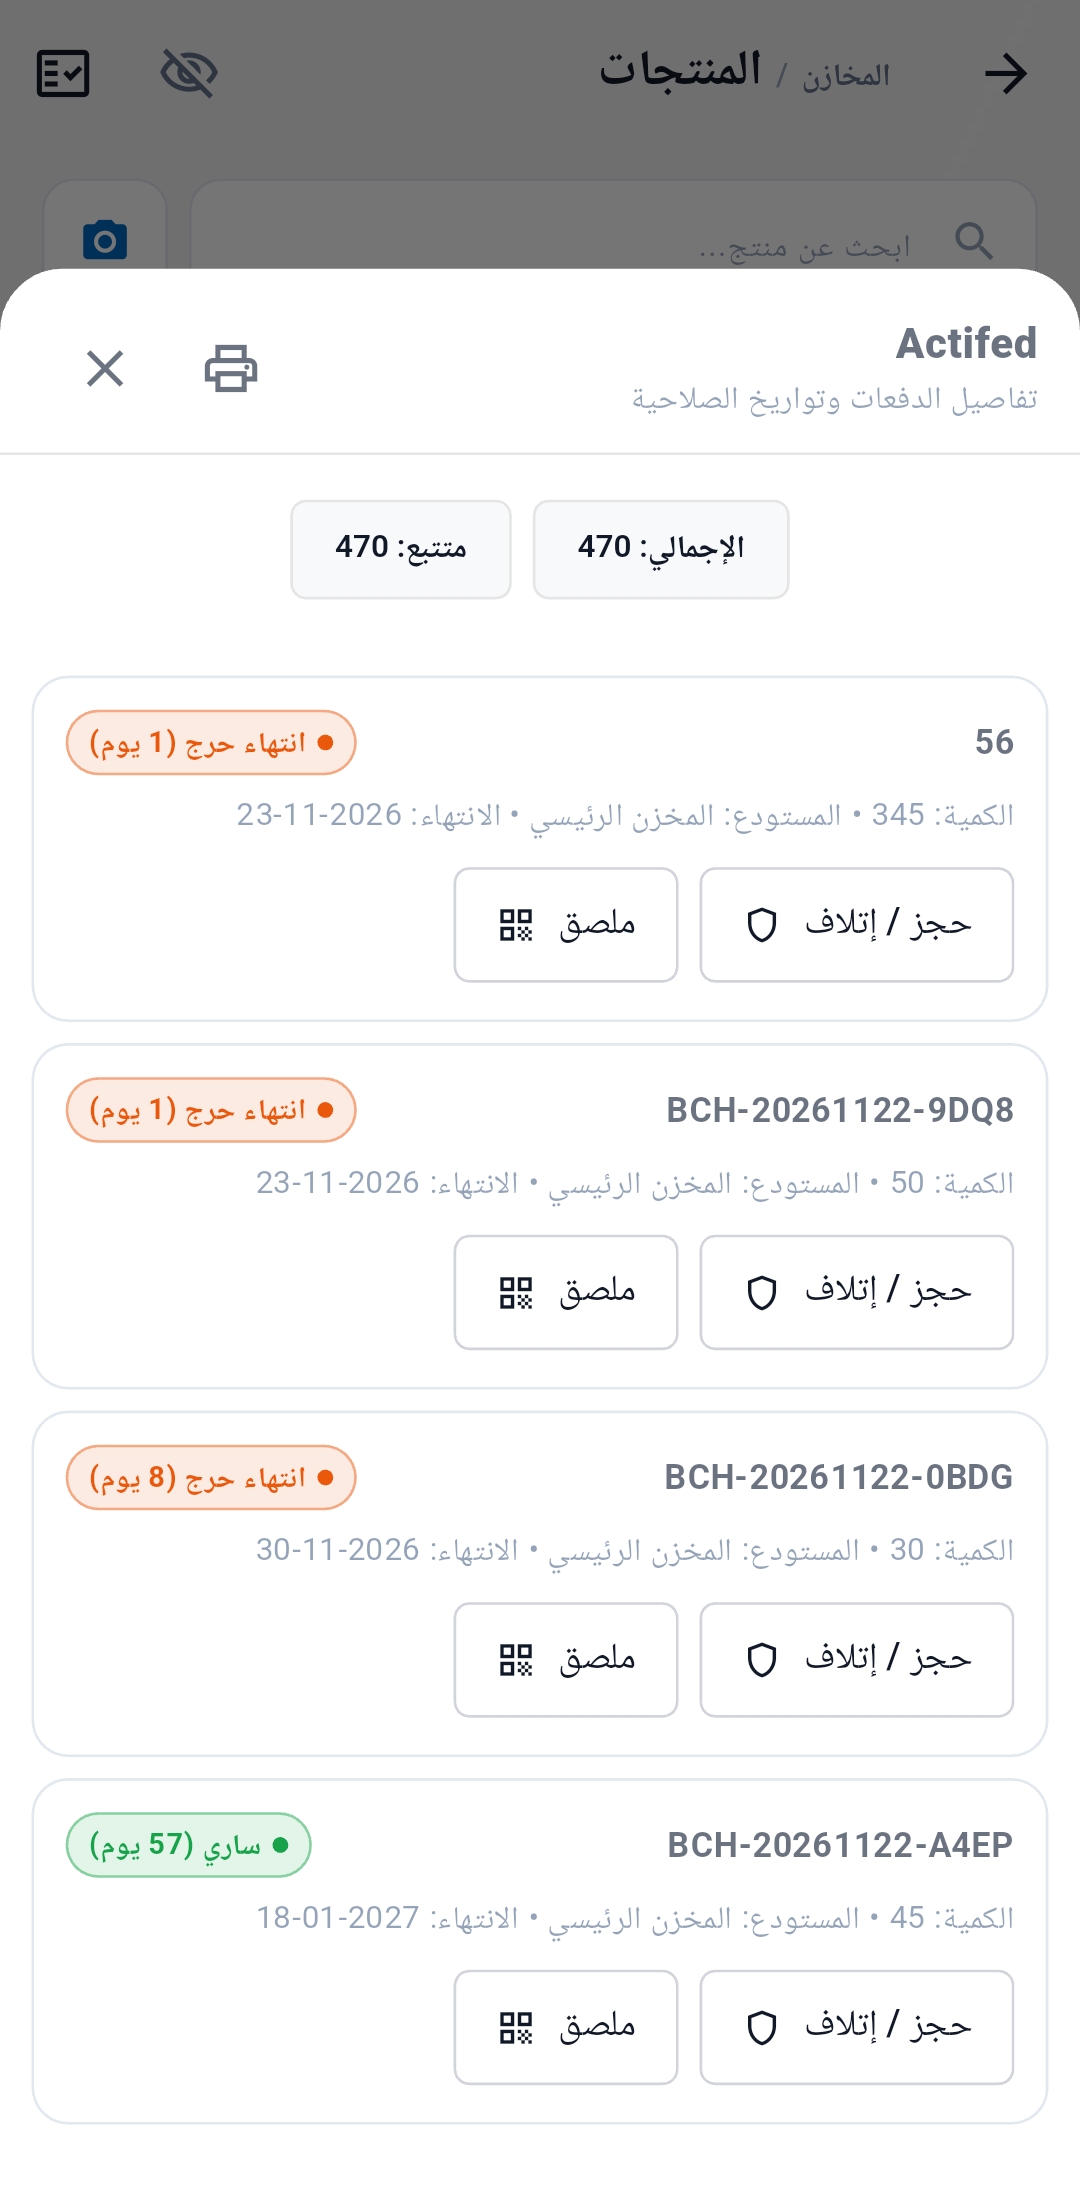 المخازن / المنتجات
ابحث عن منتج...
Actifed
تفاصيل الدفعات وتواريخ الصلاحية
الإجمالي: 470
متتبع: 470
56
انتهاء حرج (1 يوم)
الكمية: 345 • المستودع: المخزن الرئيسي • الانتهاء: 2026-11-23
حجز / إتلاف
ملصق
BCH-20261122-9DQ8
انتهاء حرج (1 يوم)
الكمية: 50 • المستودع: المخزن الرئيسي • الانتهاء: 2026-11-23
حجز / إتلاف
ملصق
BCH-20261122-0BDG
انتهاء حرج (8 يوم)
الكمية: 30 • المستودع: المخزن الرئيسي • الانتهاء: 2026-11-30
حجز / إتلاف
ملصق
BCH-20261122-A4EP
ساري (57 يوم)
الكمية: 45 • المستودع: المخزن الرئيسي • الانتهاء: 2027-01-18
حجز / إتلاف
ملصق